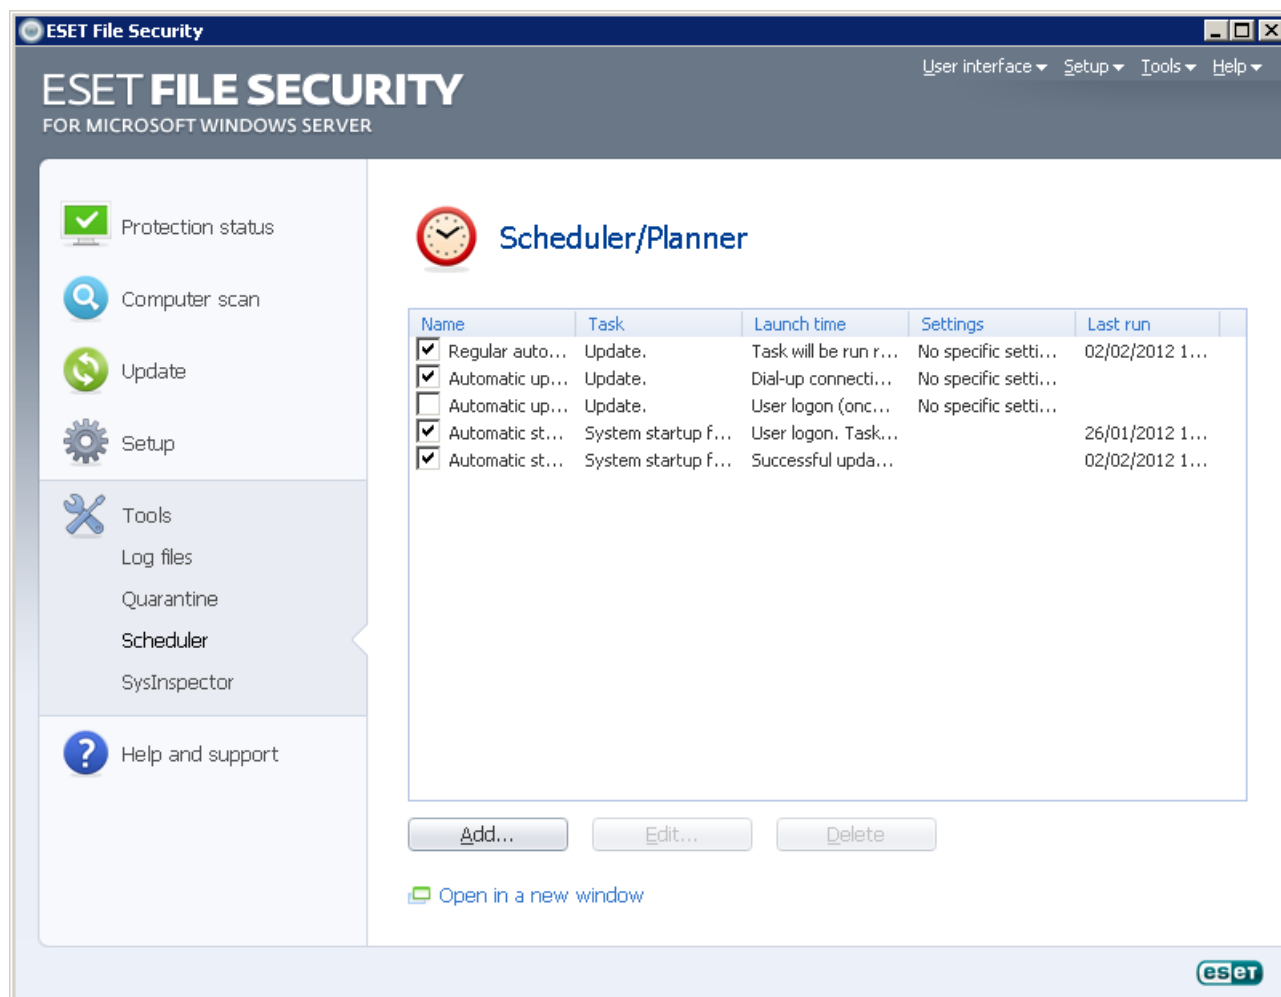 ESET File Security
ESET FILE SECURITY
FOR MICROSOFT WINDOWS SERVER
User interface Setup Tools Help
Protection status
Computer scan
Update
Setup
Tools
Log files
Quarantine
Scheduler
SysInspector
Help and support
Scheduler/Planner
Name Task Launch time Settings Last run
Regular auto... Update. Task will be run r... No specific setti... 02/02/2012 1...
Automatic up... Update. Dial-up connecti... No specific setti...
Automatic up... Update. User logon (onc... No specific setti...
Automatic st... System startup f... User logon. Task... 26/01/2012 1...
Automatic st... System startup f... Successful upda... 02/02/2012 1...
Add... Edit... Delete
Open in a new window
eseT